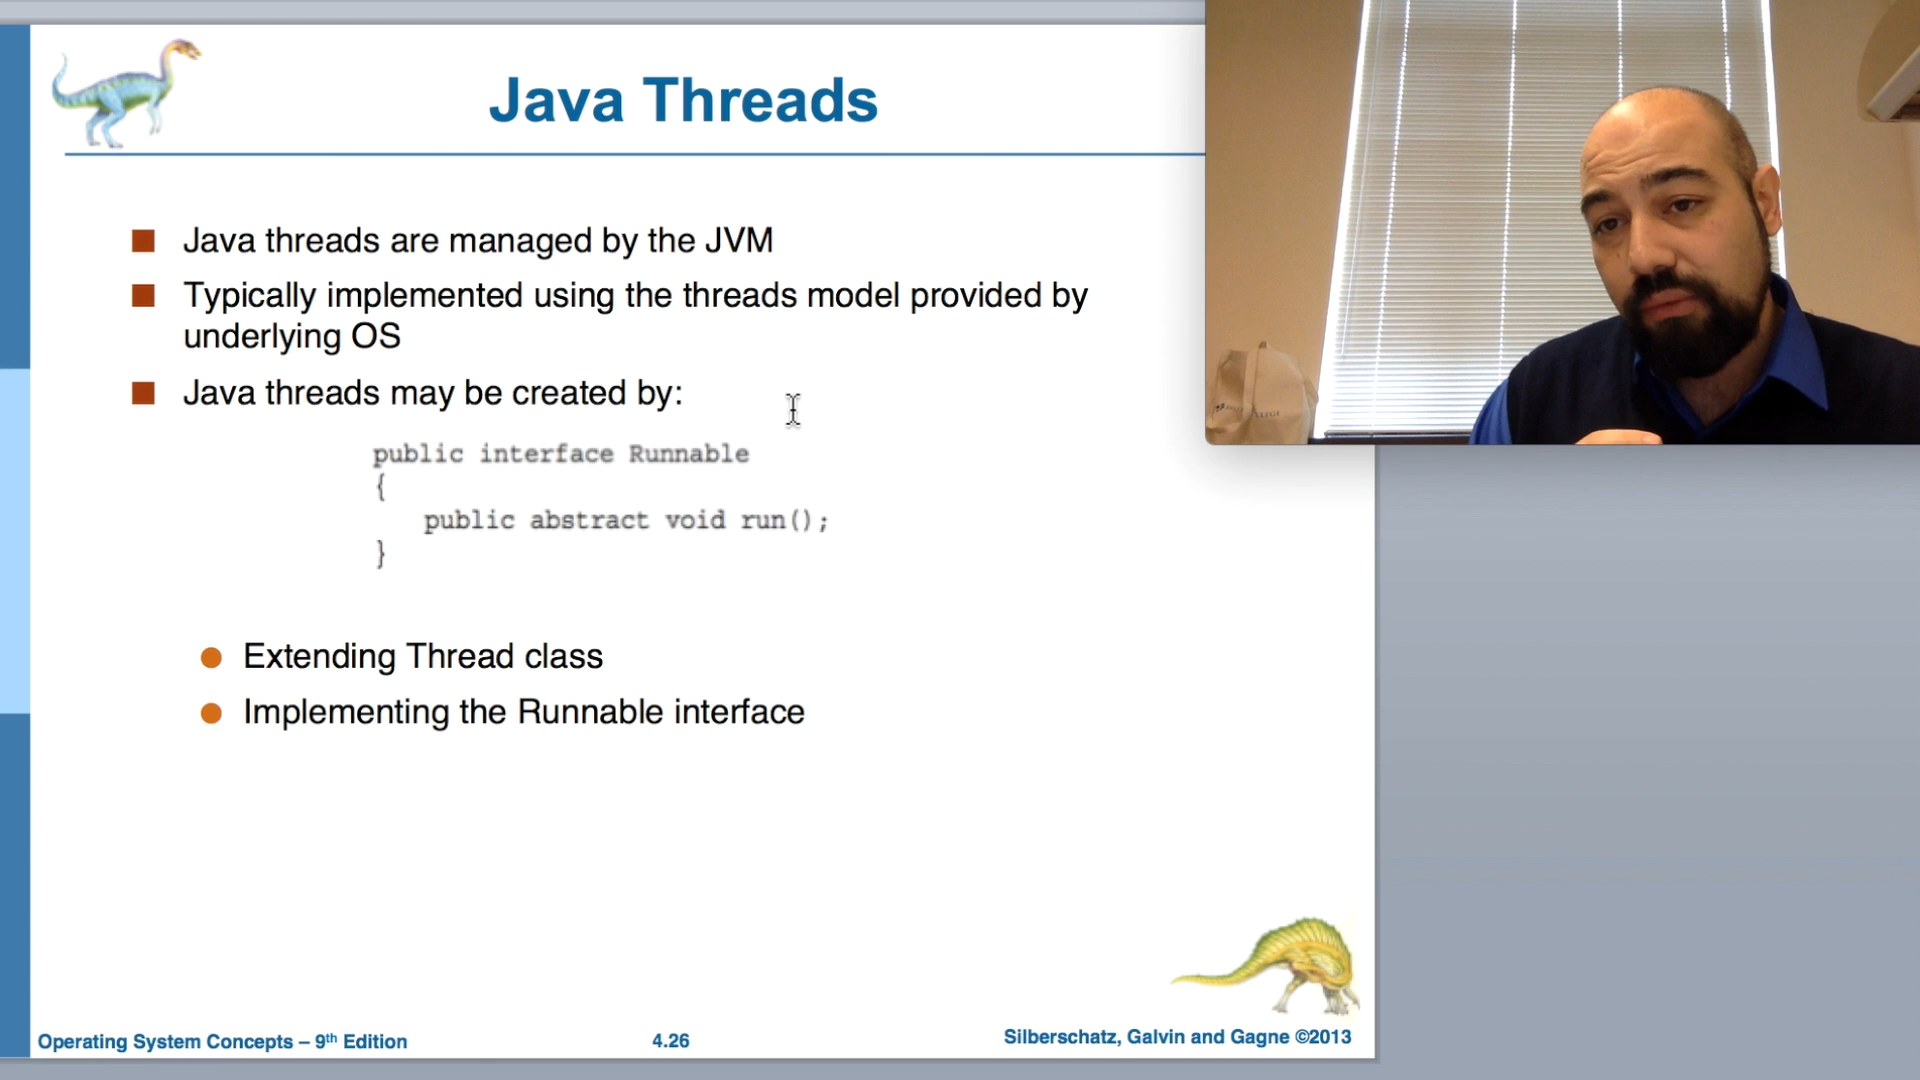 Java Threads
Java threads are managed by the JVM
Typically implemented using the threads model provided by
underlying OS
Java threads may be created by:
public interface Runnable
{
public abstract void run();
}
Extending Thread class
Implementing the Runnable interface
Operating System Concepts – 9th Edition
4.26
Silberschatz, Galvin and Gagne ©2013